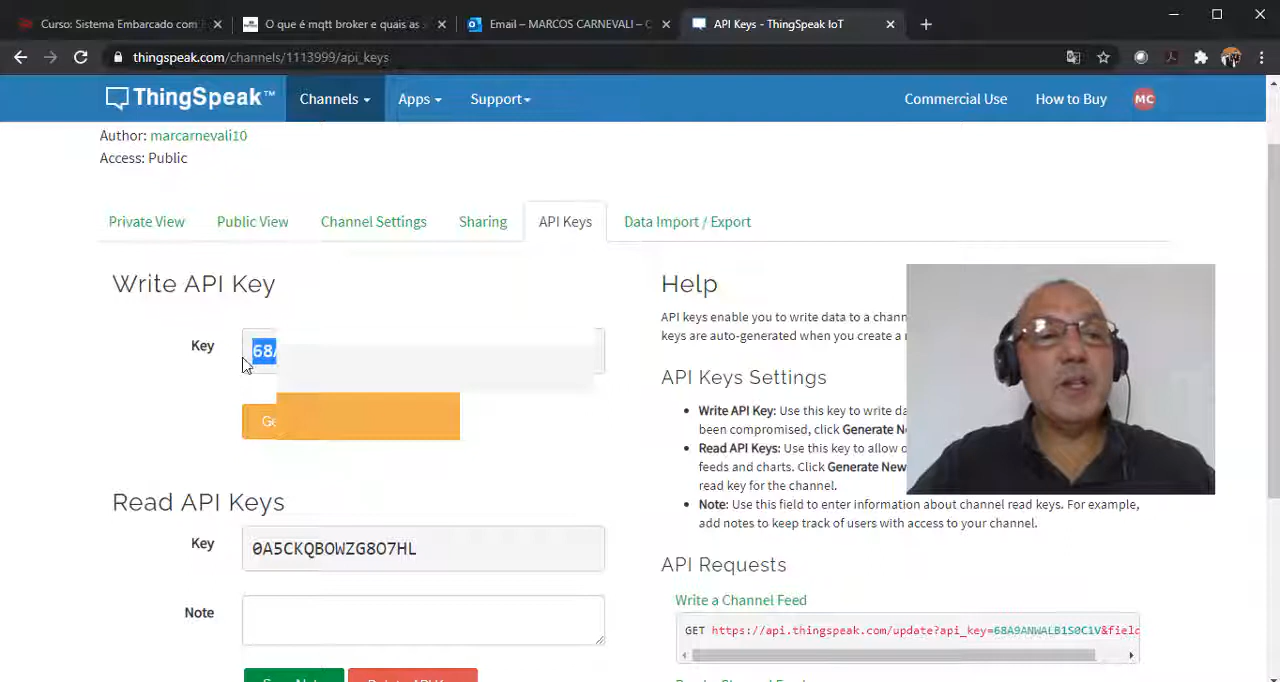 Curso: Sistema Embarcado com
O que é mqtt broker e quais as
Email – MARCOS CARNEVALI – C
API Keys - ThingSpeak IoT
thingspeak.com/channels/1113999/api_keys
ThingSpeak™
Channels
Apps
Support
Commercial Use
How to Buy
MC
Author: marcarnevali10
Access: Public
Private View
Public View
Channel Settings
Sharing
API Keys
Data Import / Export
Write API Key
Key
68A
Ge
Read API Keys
Key
0A5CKQBOWZG8O7HL
Note
Help
API keys enable you to write data to a chann
keys are auto-generated when you create a n
API Keys Settings
Write API Key: Use this key to write da
been compromised, click Generate N
Read API Keys: Use this key to allow o
feeds and charts. Click Generate New
read key for the channel.
Note: Use this field to enter information about channel read keys. For example,
add notes to keep track of users with access to your channel.
API Requests
Write a Channel Feed
GET https://api.thingspeak.com/update?api_key=68A9ANWALB1S0C1V&field